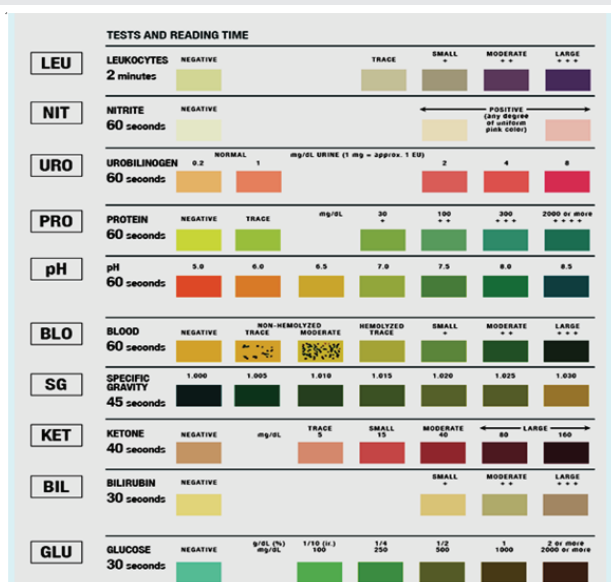 TESTS AND READING TIME
LEU
LEUKOCYTES
2 minutes
NEGATIVE
TRACE
SMALL
+
MODERATE
+ +
LARGE
+ + +
NIT
NITRITE
60 seconds
NEGATIVE
POSITIVE
(any degree
of uniform
pink color)
URO
UROBILINOGEN
60 seconds
NORMAL
0.2 1
mg/dL URINE (1 mg = approx. 1 EU)
2 4 8
PRO
PROTEIN
60 seconds
NEGATIVE
TRACE
mg/dL
30
+
100
+ +
300
+ + +
2000 or more
+ + + +
pH
pH
60 seconds
5.0 6.0 6.5 7.0 7.5 8.0 8.5
BLO
BLOOD
60 seconds
NEGATIVE
NON-HEMOLYZED
TRACE MODERATE
HEMOLYZED
TRACE
SMALL
+
MODERATE
+ +
LARGE
+ + +
SG
SPECIFIC
GRAVITY
45 seconds
1.000 1.005 1.010 1.015 1.020 1.025 1.030
KET
KETONE
40 seconds
NEGATIVE
mg/dL
TRACE
5
SMALL
15
MODERATE
40
LARGE
80 160
BIL
BILIRUBIN
30 seconds
NEGATIVE
SMALL
+
MODERATE
+ +
LARGE
+ + +
GLU
GLUCOSE
30 seconds
NEGATIVE
g/dL (%)
mg/dL
1/10 (tr.)
100
1/4
250
1/2
500
1
1000
2 or more
2000 or more